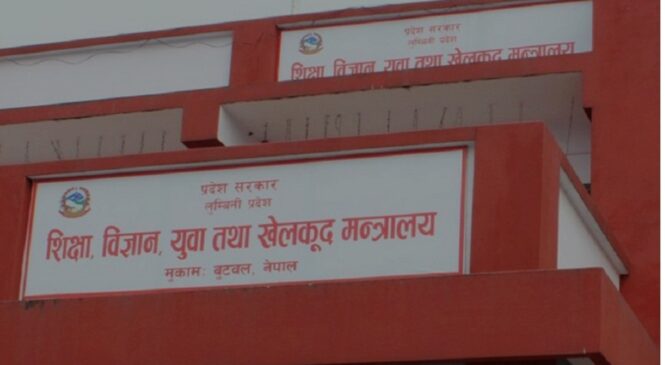 प्रदेश सरकार
लुम्बिनी प्रदेश
शिक्षा, विज्ञान, युवा तथा खेलकूद मन्त्रालय
प्रदेश सरकार
लुम्बिनी प्रदेश
शिक्षा, विज्ञान, युवा तथा खेलकूद मन्त्रालय
मुकामः बुटवल, नेपाल